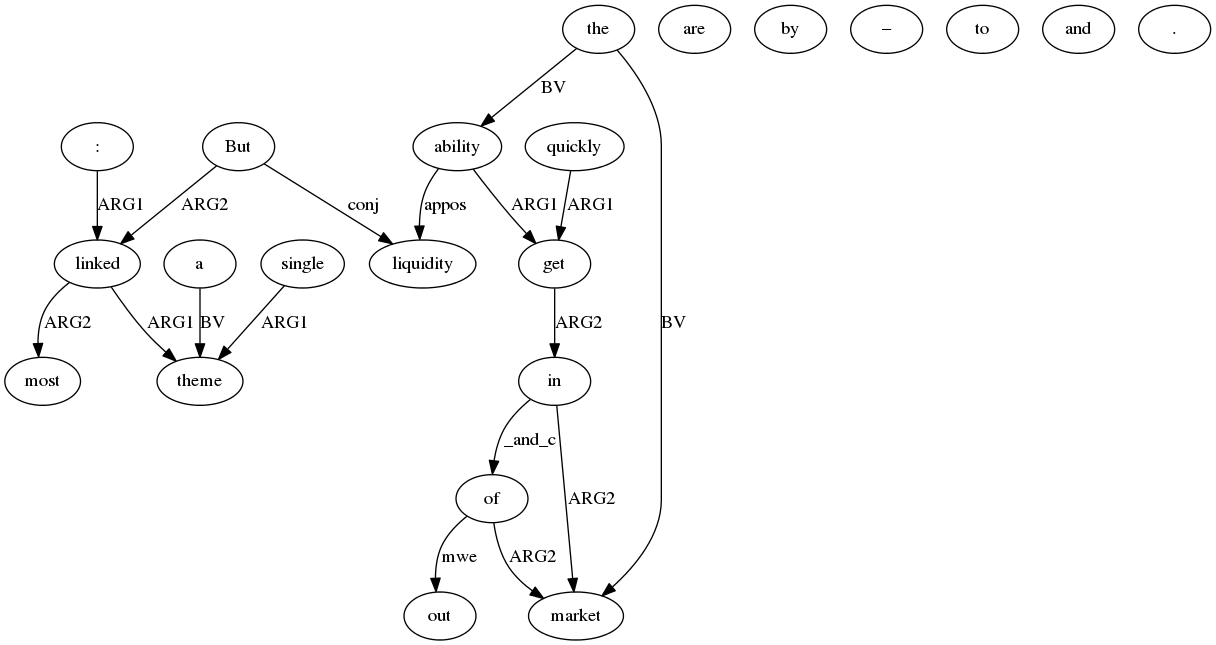 the are by – to and .
BV
: But ability quickly
ARG1 ARG2 conj appos ARG1 ARG1
linked a single liquidity get
ARG2 ARG1 BV ARG1 ARG2 BV
most theme in
_and_c
of ARG2
mwe ARG2
out market